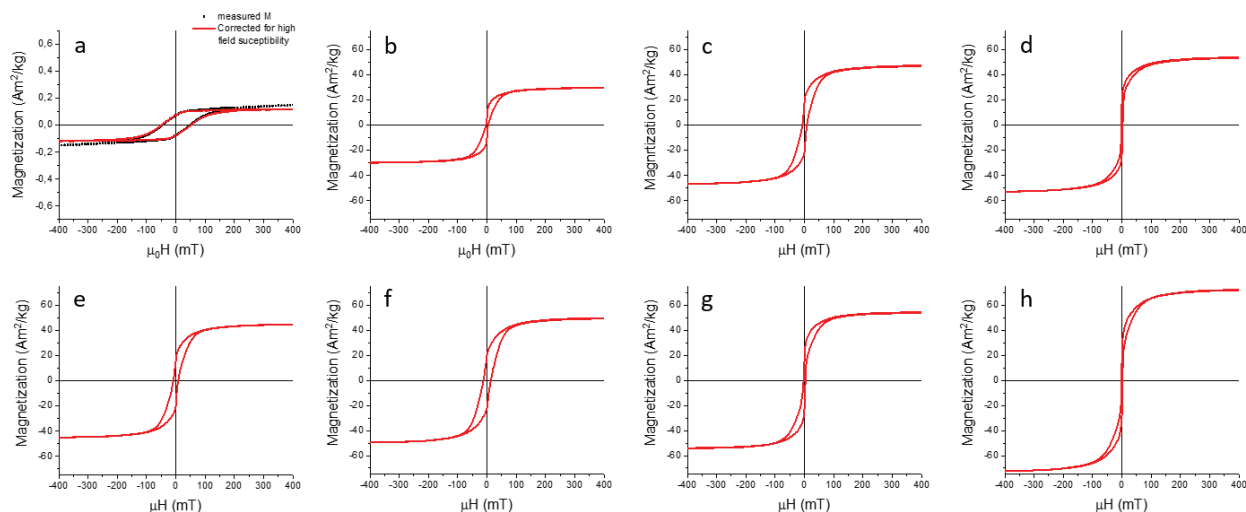 measured M
Corrected for high
field suceptibility
a
Magnetization (Am²/kg)
0,6
0,4
0,2
0,0
-0,2
-0,4
-0,6
-400 -300 -200 -100 0 100 200 300 400
μ₀H (mT)
b
Magnetization (Am²/kg)
60
40
20
0
-20
-40
-60
-400 -300 -200 -100 0 100 200 300 400
μ₀H (mT)
c
Magnrtization (Am²/kg)
60
40
20
0
-20
-40
-60
-400 -300 -200 -100 0 100 200 300 400
μH (mT)
d
Magnetization (Am²/kg)
60
40
20
0
-20
-40
-60
-400 -300 -200 -100 0 100 200 300 400
μH (mT)
e
Magnetization (Am²/kg)
60
40
20
0
-20
-40
-60
-400 -300 -200 -100 0 100 200 300 400
μH (mT)
f
Magnetization (Am²/kg)
60
40
20
0
-20
-40
-60
-400 -300 -200 -100 0 100 200 300 400
μH (mT)
g
Magnetization (Am²/kg)
60
40
20
0
-20
-40
-60
-400 -300 -200 -100 0 100 200 300 400
μH (mT)
h
Magnetization (Am²/kg)
60
40
20
0
-20
-40
-60
-400 -300 -200 -100 0 100 200 300 400
μH (mT)